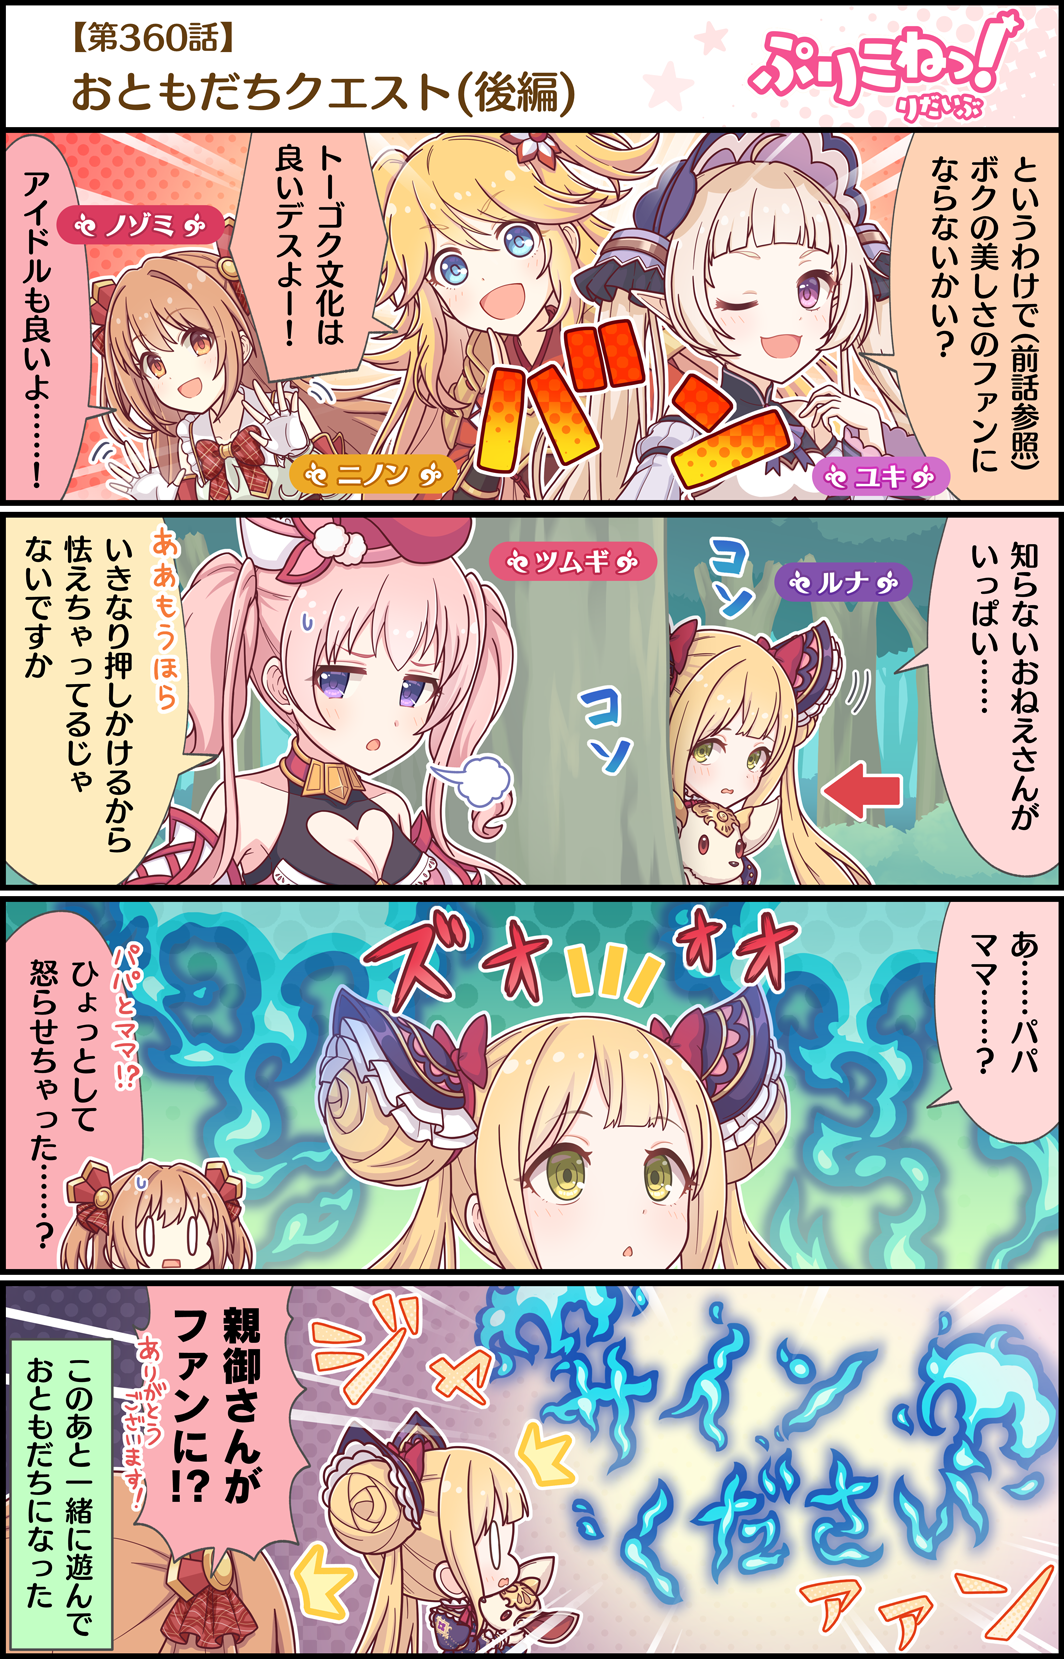 【第360話】
おともだちクエスト(後編)
ぷりこねっ!
りだいぶ
というわけで(前話参照)
ボクの美しさのファンに
ならないかい?
トーゴク文化は
良いデスよー!
アイドルも良いよ……!
ノゾミ
ニノン
ユキ
バン
知らないおねえさんが
いっぱい……
ルナ
ツムギ
コソ
コソ
ああもうほら
いきなり押しかけるから
怯えちゃってるじゃ
ないですか
あ……パパ
ママ……?
ズオォオ
パパとママ!?
ひょっとして
怒らせちゃった……?
サイン
ください
ジャ
アアン
親御さんが
ファンに!?
ありがとう
ございます!
このあと一緒に遊んで
おともだちになった